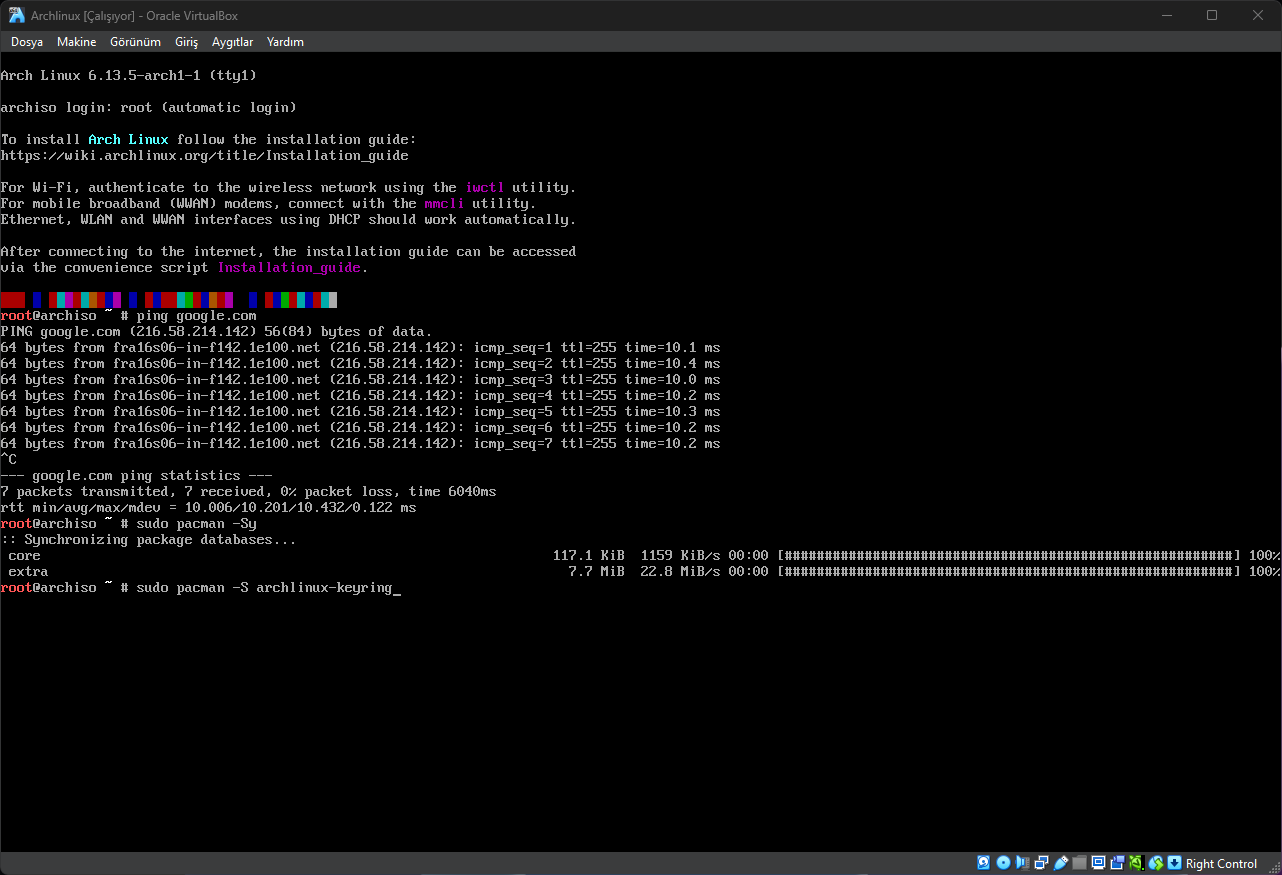 Archlinux [Çalışıyor] - Oracle VirtualBox
Dosya Makine Görünüm Giriş Aygıtlar Yardım
Arch Linux 6.13.5-arch1-1 (tty1)
archiso login: root (automatic login)
To install Arch Linux follow the installation guide:
https://wiki.archlinux.org/title/Installation_guide
For Wi-Fi, authenticate to the wireless network using the iwctl utility.
For mobile broadband (WWAN) modems, connect with the mmcli utility.
Ethernet, WLAN and WWAN interfaces using DHCP should work automatically.
After connecting to the internet, the installation guide can be accessed
via the convenience script Installation_guide.
root@archiso ~ # ping google.com
PING google.com (216.58.214.142) 56(84) bytes of data.
64 bytes from fra16s06-in-f142.1e100.net (216.58.214.142): icmp_seq=1 ttl=255 time=10.1 ms
64 bytes from fra16s06-in-f142.1e100.net (216.58.214.142): icmp_seq=2 ttl=255 time=10.4 ms
64 bytes from fra16s06-in-f142.1e100.net (216.58.214.142): icmp_seq=3 ttl=255 time=10.0 ms
64 bytes from fra16s06-in-f142.1e100.net (216.58.214.142): icmp_seq=4 ttl=255 time=10.2 ms
64 bytes from fra16s06-in-f142.1e100.net (216.58.214.142): icmp_seq=5 ttl=255 time=10.3 ms
64 bytes from fra16s06-in-f142.1e100.net (216.58.214.142): icmp_seq=6 ttl=255 time=10.2 ms
64 bytes from fra16s06-in-f142.1e100.net (216.58.214.142): icmp_seq=7 ttl=255 time=10.2 ms
^C
--- google.com ping statistics ---
7 packets transmitted, 7 received, 0% packet loss, time 6040ms
rtt min/avg/max/mdev = 10.006/10.201/10.432/0.122 ms
root@archiso ~ # sudo pacman -Sy
:: Synchronizing package databases...
core 117.1 KiB 1159 KiB/s 00:00 [########################################################] 100%
extra 7.7 MiB 22.8 MiB/s 00:00 [########################################################] 100%
root@archiso ~ # sudo pacman -S archlinux-keyring_
Right Control